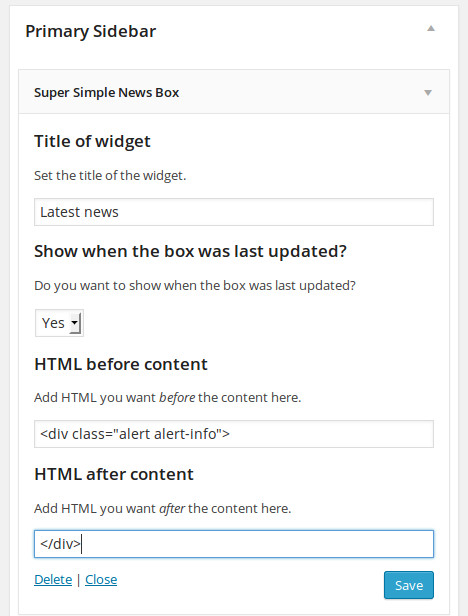 Primary Sidebar
Super Simple News Box
Title of widget
Set the title of the widget.
Latest news
Show when the box was last updated?
Do you want to show when the box was last updated?
Yes
HTML before content
Add HTML you want before the content here.
<div class="alert alert-info">
HTML after content
Add HTML you want after the content here.
</div>
Delete | Close
Save